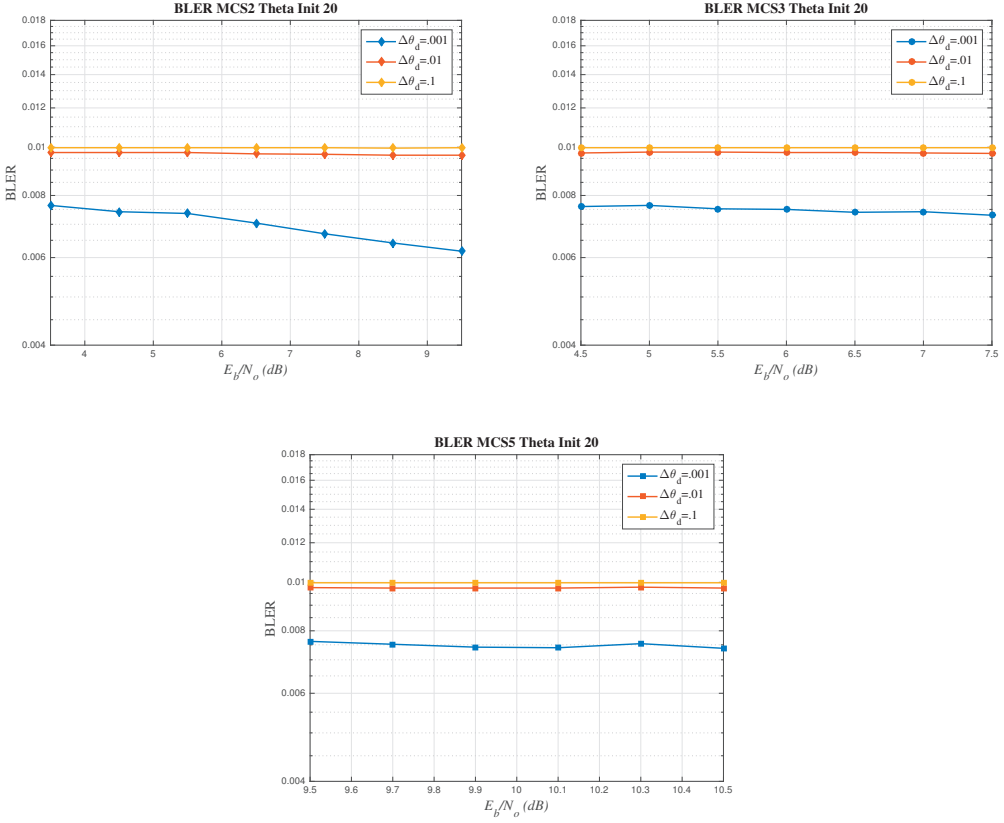 BLER MCS2 Theta Init 20
0.018
0.016
0.014
0.012
0.01
0.008
0.006
0.004
BLER
Δθd=.001
Δθd=.01
Δθd=.1
4 5 6 7 8 9
Eb/No (dB)
BLER MCS3 Theta Init 20
0.018
0.016
0.014
0.012
0.01
0.008
0.006
0.004
BLER
Δθd=.001
Δθd=.01
Δθd=.1
4.5 5 5.5 6 6.5 7 7.5
Eb/No (dB)
BLER MCS5 Theta Init 20
0.018
0.016
0.014
0.012
0.01
0.008
0.006
0.004
BLER
Δθd=.001
Δθd=.01
Δθd=.1
9.5 9.6 9.7 9.8 9.9 10 10.1 10.2 10.3 10.4 10.5
Eb/No (dB)